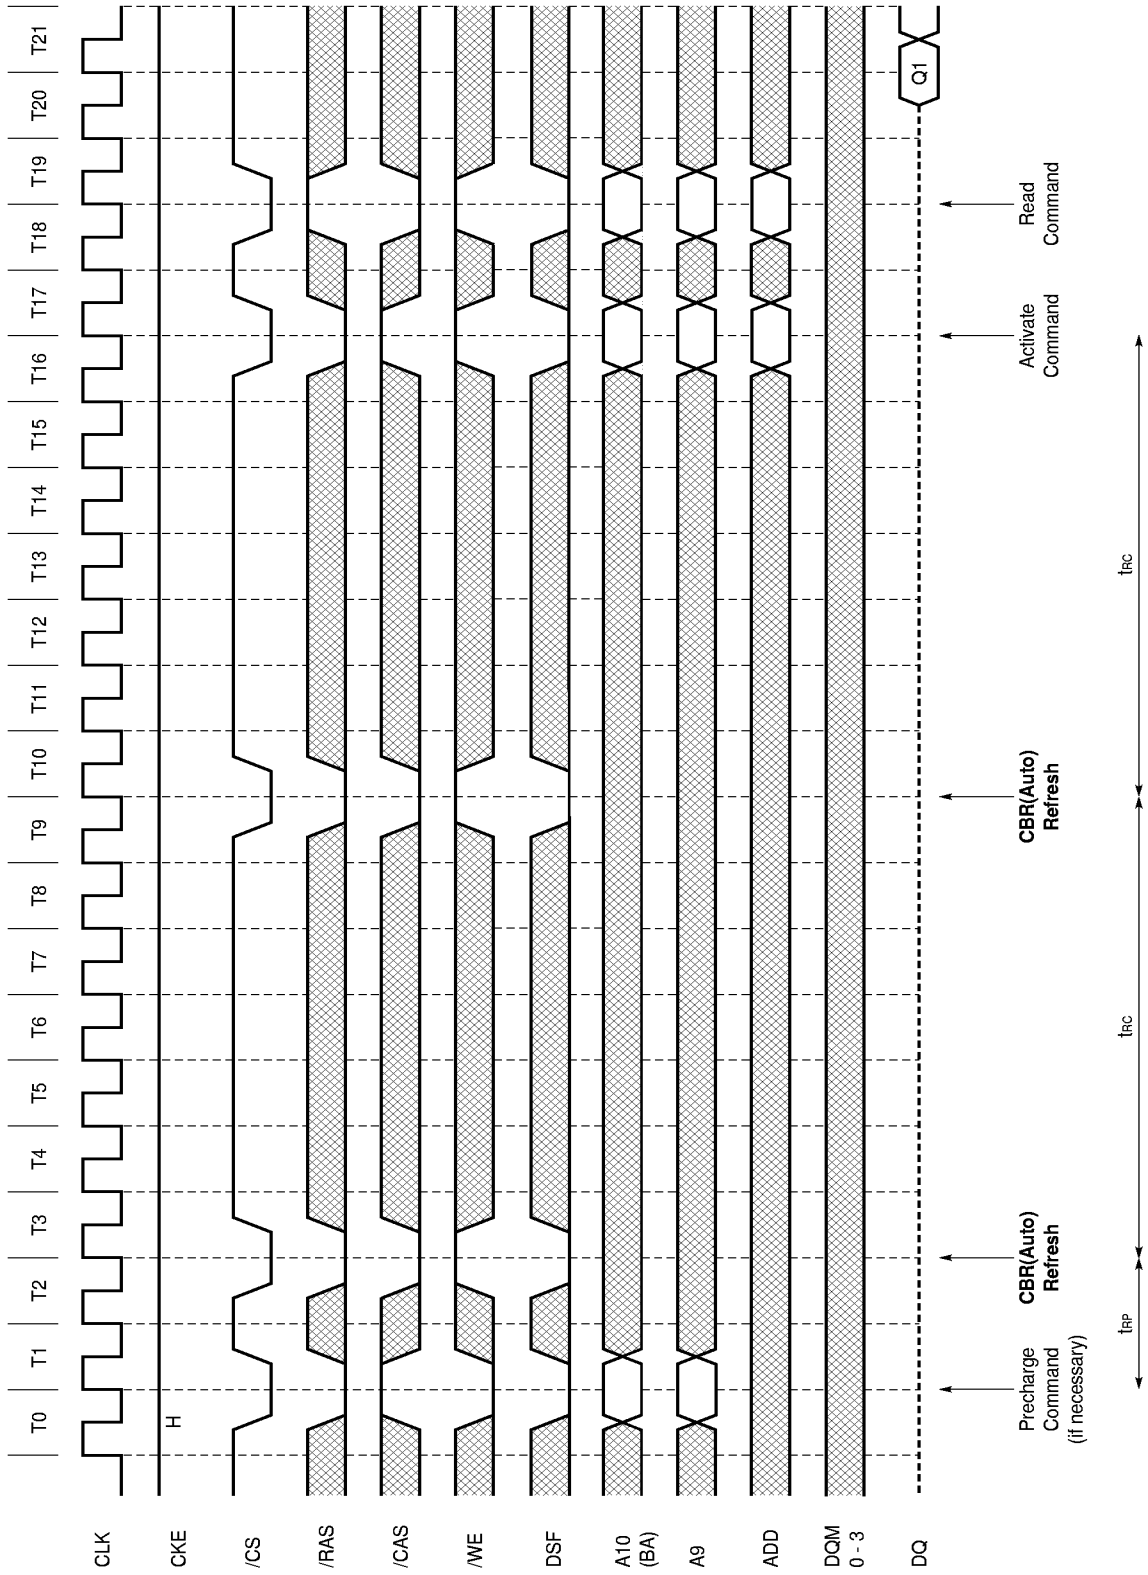 T0 T1 T2 T3 T4 T5 T6 T7 T8 T9 T10 T11 T12 T13 T14 T15 T16 T17 T18 T19 T20 T21
CLK
CKE H
/CS
/RAS
/CAS
/WE
DSF
A10
(BA)
A9
ADD
DQM
0 - 3
DQ Q1
Precharge
Command
(if necessary)
CBR(Auto)
Refresh
CBR(Auto)
Refresh
Activate
Command
Read
Command
tRP tRC tRC